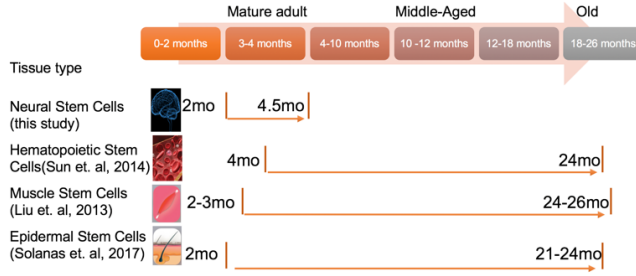 Mature adult Middle-Aged Old
0-2 months 3-4 months 4-10 months 10 -12 months 12-18 months 18-26 months
Tissue type
Neural Stem Cells
(this study)
2mo 4.5mo
Hematopoietic Stem
Cells(Sun et. al, 2014)
4mo 24mo
Muscle Stem Cells
(Liu et. al, 2013)
2-3mo 24-26mo
Epidermal Stem Cells
(Solanas et. al, 2017)
2mo 21-24mo